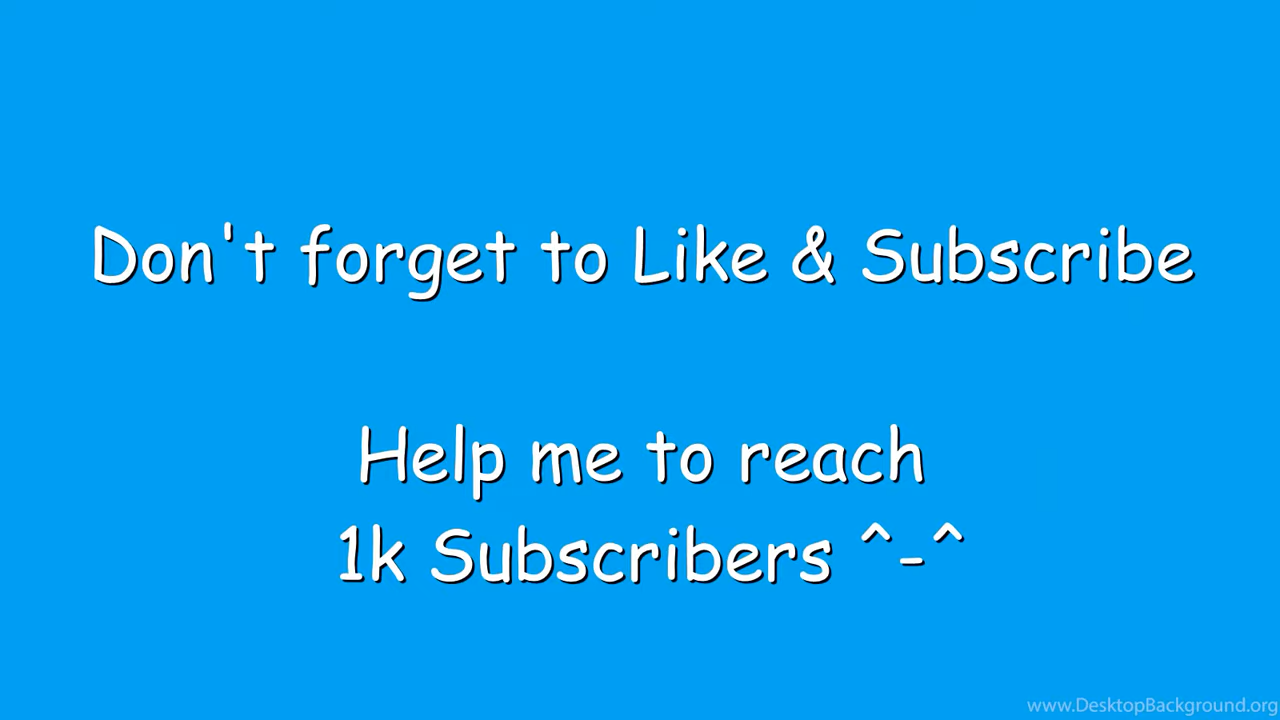 Don't forget to Like & Subscribe
Help me to reach
1k Subscribers ^-^
www.DesktopBackground.org